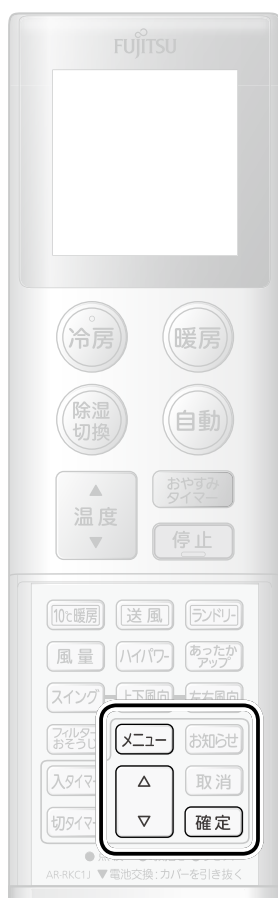 FUJITSU
冷房 暖房
除湿
切換
自動
おやすみ
タイマー
▲
温度
▼
停止
10℃暖房 送風 ランドリー
風量 ハイパワー あったか
アップ
スイング 上下風向 左右風向
フィルター
おそうじ
メニュー お知らせ
入タイマー △ 取消
切タイマー ▽ 確定
AR-RKC1J ▼電池交換:カバーを引き抜く